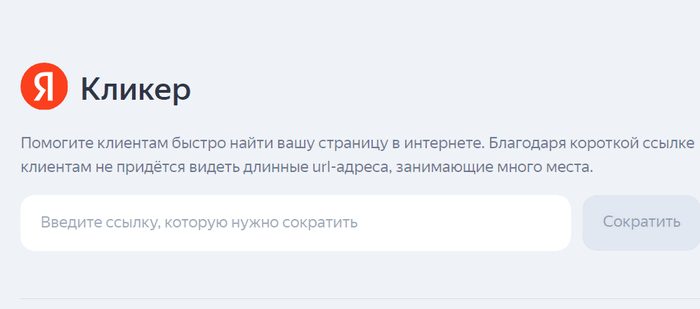 Я Кликер
Помогите клиентам быстро найти вашу страницу в интернете. Благодаря короткой ссылке
клиентам не придётся видеть длинные url-адреса, занимающие много места.
Введите ссылку, которую нужно сократить
Сократить